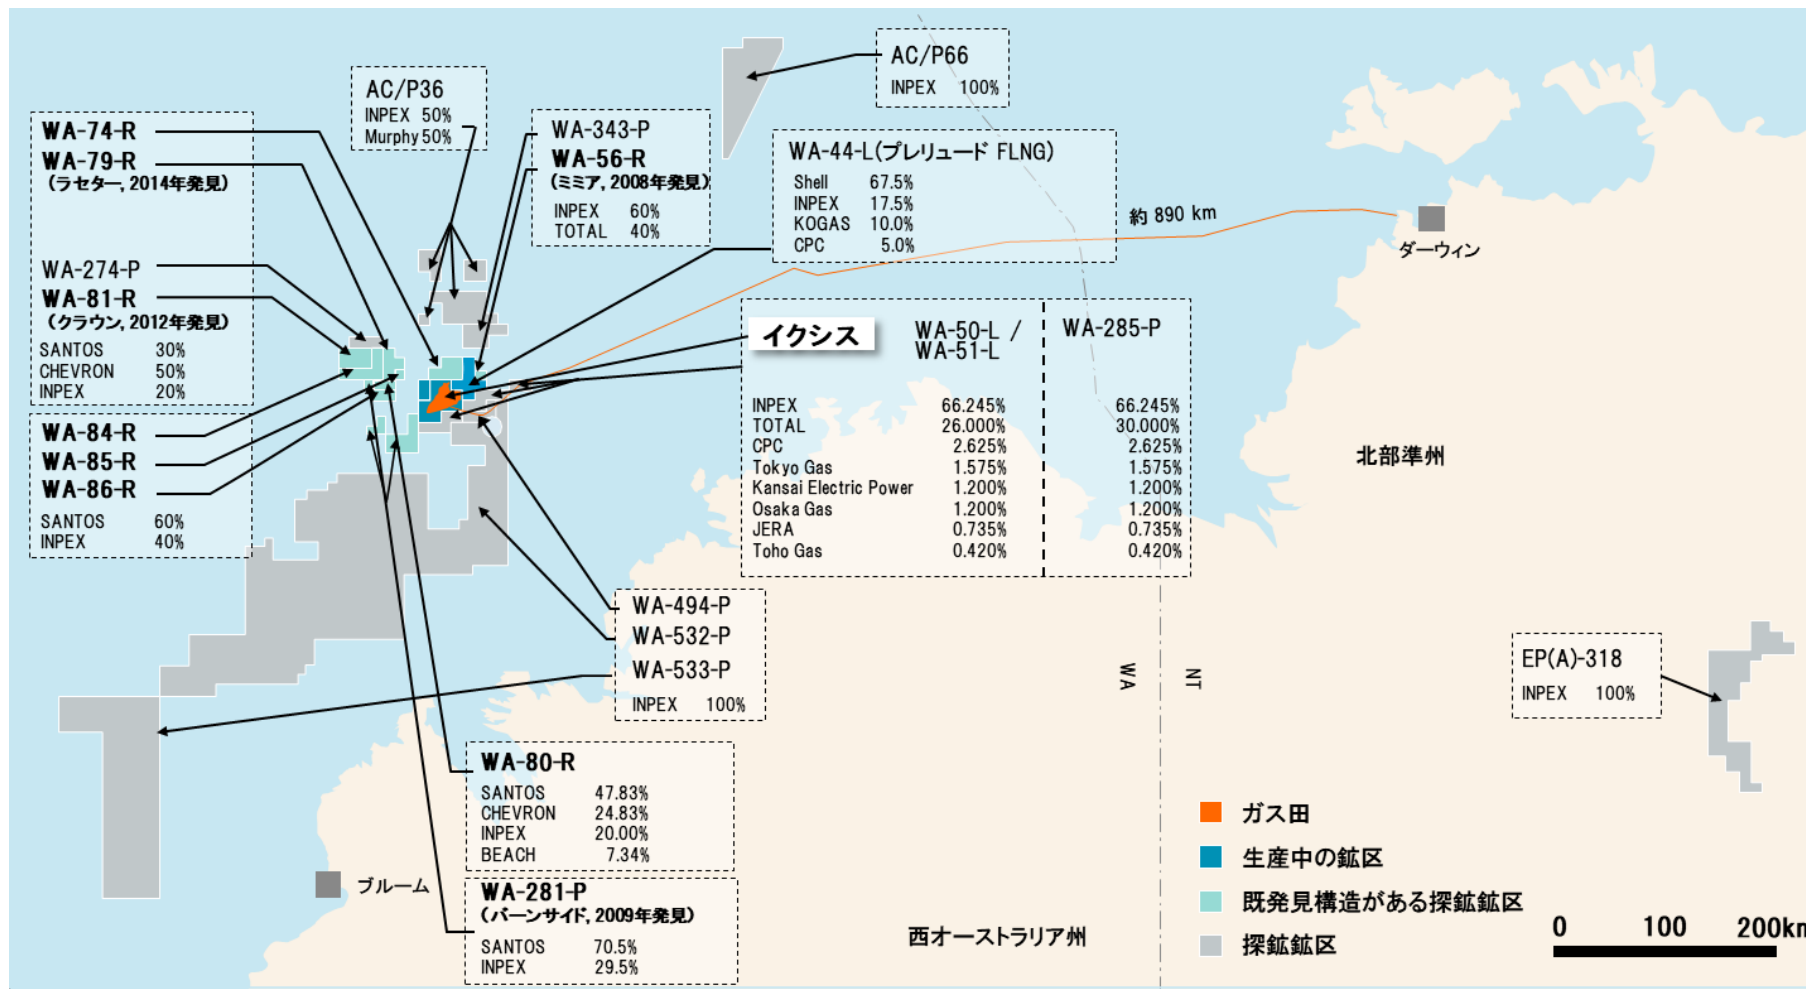 AC/P66
INPEX 100%
AC/P36
INPEX 50%
Murphy 50%
WA-74-R
WA-79-R
(ラセター, 2014年発見)
WA-274-P
WA-81-R
(クラウン, 2012年発見)
SANTOS 30%
CHEVRON 50%
INPEX 20%
WA-84-R
WA-85-R
WA-86-R
SANTOS 60%
INPEX 40%
WA-343-P
WA-56-R
(ミミア, 2008年発見)
INPEX 60%
TOTAL 40%
WA-44-L(プレリュード FLNG)
Shell 67.5%
INPEX 17.5%
KOGAS 10.0%
CPC 5.0%
約 890 km
ダーウィン
イクシス
WA-50-L /
WA-51-L
WA-285-P
INPEX 66.245% 66.245%
TOTAL 26.000% 30.000%
CPC 2.625% 2.625%
Tokyo Gas 1.575% 1.575%
Kansai Electric Power 1.200% 1.200%
Osaka Gas 1.200% 1.200%
JERA 0.735% 0.735%
Toho Gas 0.420% 0.420%
北部準州
WA-494-P
WA-532-P
WA-533-P
INPEX 100%
WA
NT
EP(A)-318
INPEX 100%
WA-80-R
SANTOS 47.83%
CHEVRON 24.83%
INPEX 20.00%
BEACH 7.34%
WA-281-P
(バーンサイド, 2009年発見)
SANTOS 70.5%
INPEX 29.5%
ブルーム
西オーストラリア州
ガス田
生産中の鉱区
既発見構造がある探鉱鉱区
探鉱鉱区
0 100 200km